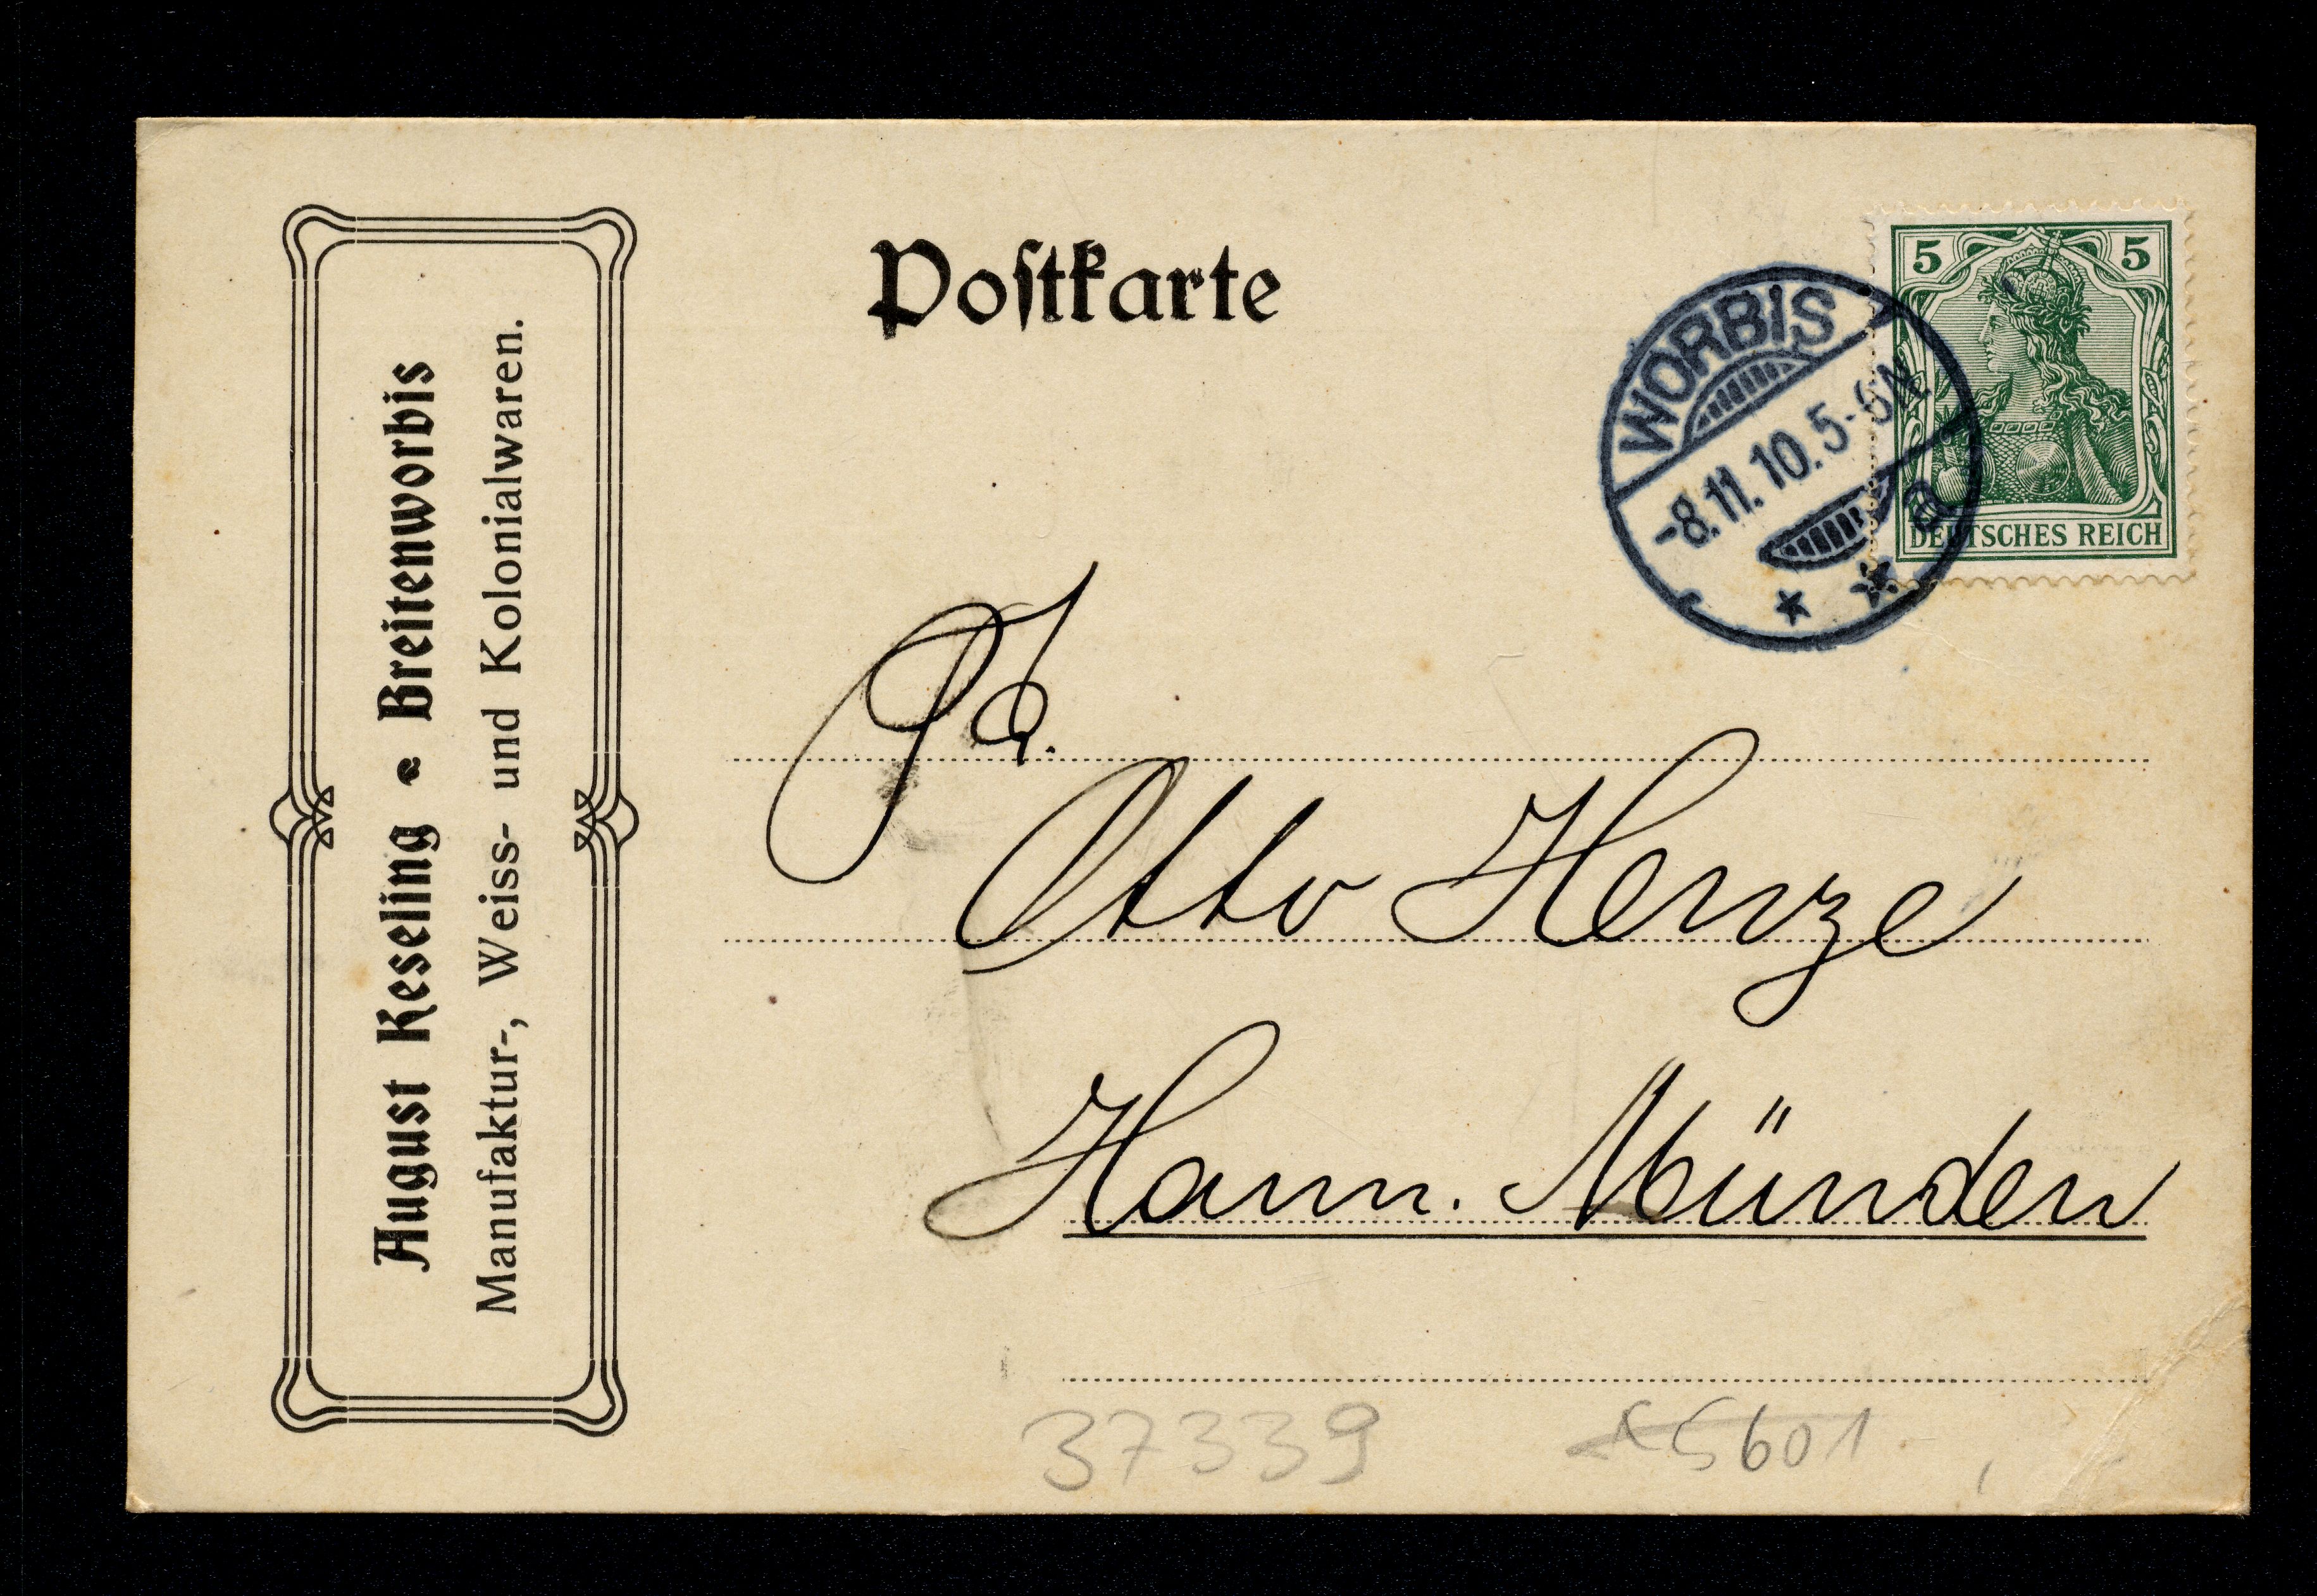 August Keseling Breitenworbis
Manufaktur-, Weiss- und Kolonialwaren.
Postkarte
5 5
DEUTSCHES REICH
WORBIS
-8.11.10. 5-6N.
a
* *
Otto Henze
Hann. Münden
37339
5601